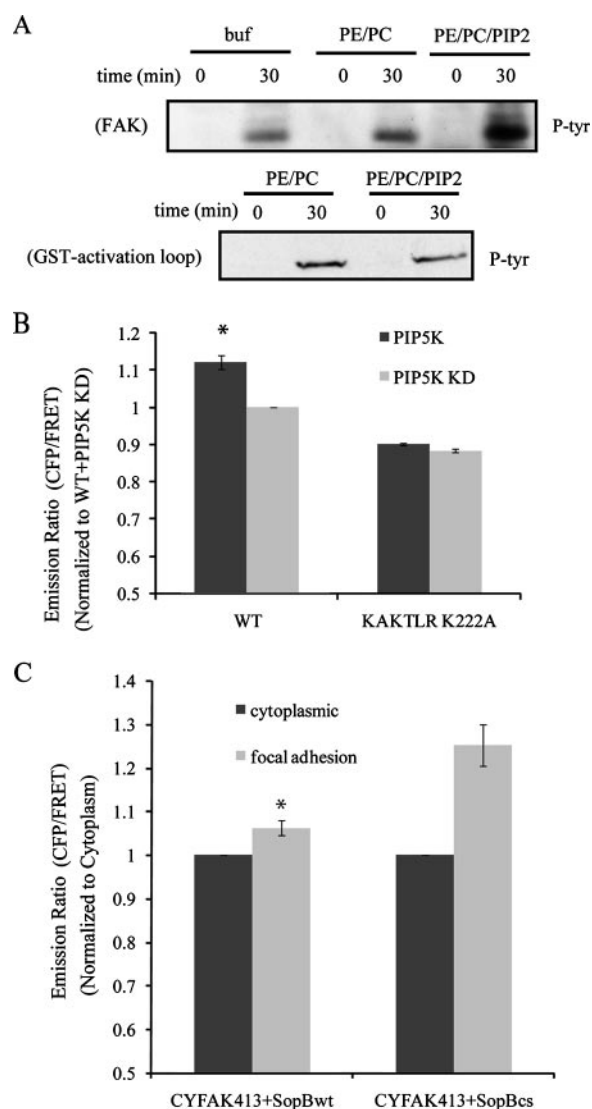 A
buf PE/PC PE/PC/PIP2
time (min) 0 30 0 30 0 30
(FAK) P-tyr
PE/PC PE/PC/PIP2
time (min) 0 30 0 30
(GST-activation loop) P-tyr
B
Emission Ratio (CFP/FRET)
(Normalized to WT+PIP5K KD)
1.2
1.1
1
0.9
0.8
0.7
0.6
0.5
*
PIP5K
PIP5K KD
WT KAKTLR K222A
C
Emission Ratio (CFP/FRET)
(Normalized to Cytoplasm)
1.4
1.3
1.2
1.1
1
0.9
0.8
0.7
0.6
0.5
cytoplasmic
focal adhesion
*
CYFAK413+SopBwt CYFAK413+SopBcs